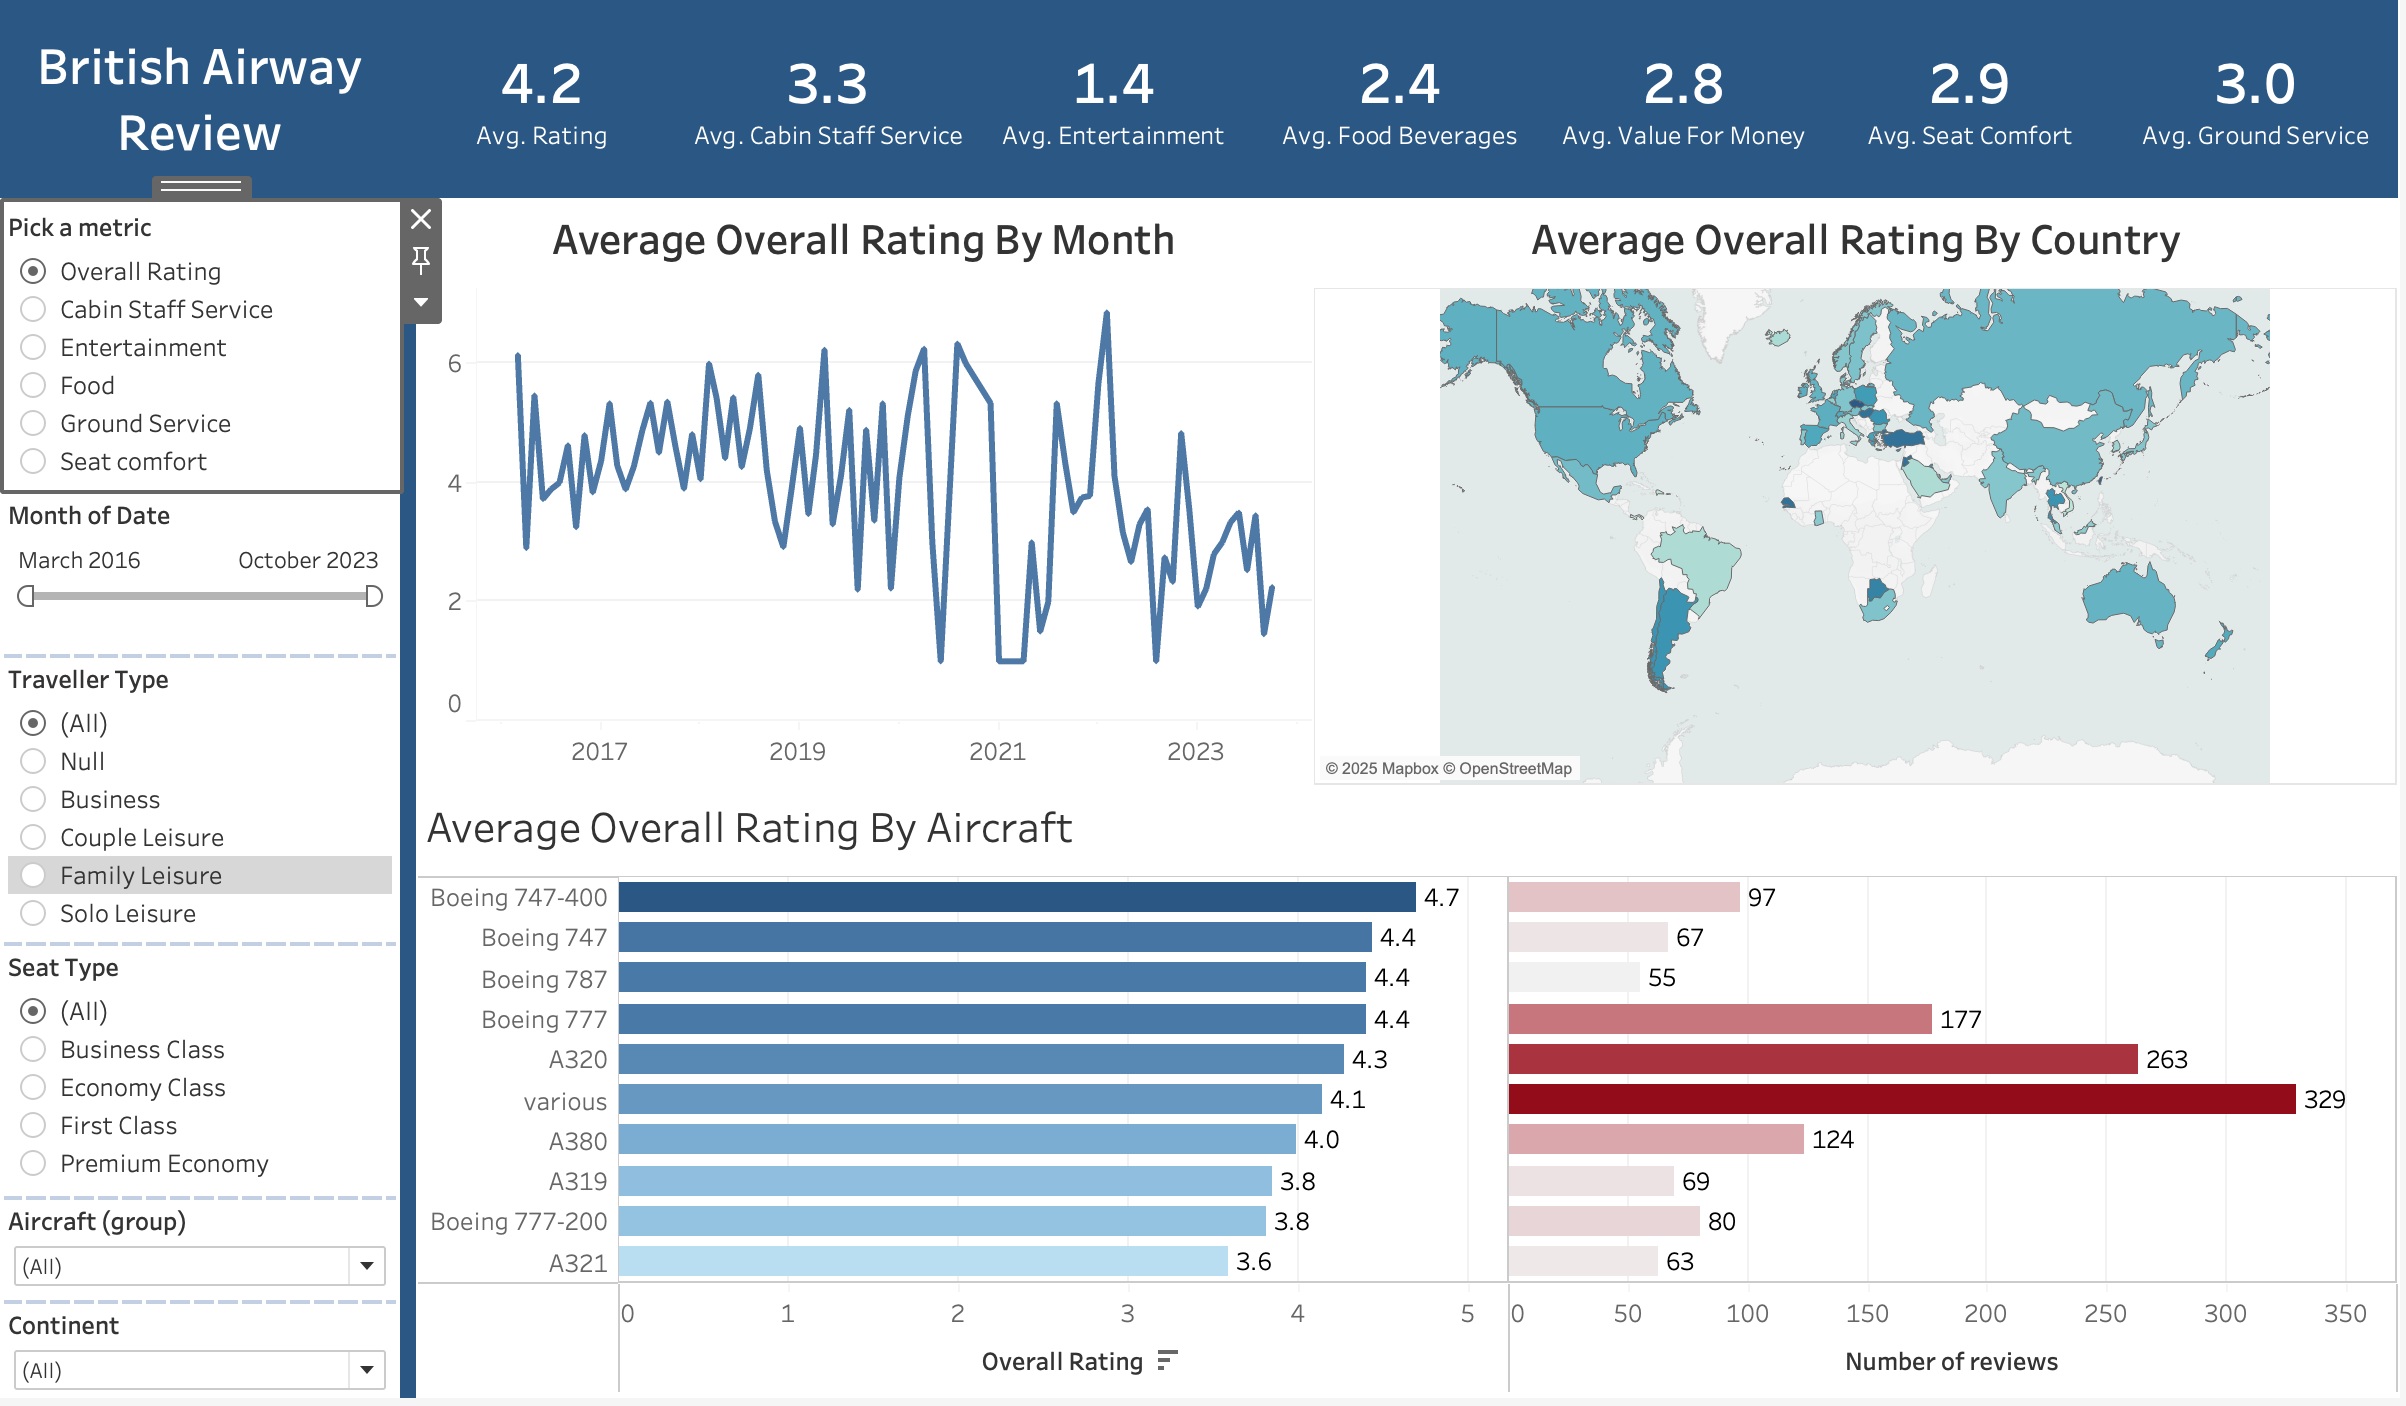 British Airway
Review
4.2
Avg. Rating
3.3
Avg. Cabin Staff Service
1.4
Avg. Entertainment
2.4
Avg. Food Beverages
2.8
Avg. Value For Money
2.9
Avg. Seat Comfort
3.0
Avg. Ground Service
Pick a metric
Overall Rating
Cabin Staff Service
Entertainment
Food
Ground Service
Seat comfort
Month of Date
March 2016 October 2023
Traveller Type
(All)
Null
Business
Couple Leisure
Family Leisure
Solo Leisure
Seat Type
(All)
Business Class
Economy Class
First Class
Premium Economy
Aircraft (group)
(All)
Continent
(All)
Average Overall Rating By Month
6
4
2
0
2017 2019 2021 2023
Average Overall Rating By Country
© 2025 Mapbox © OpenStreetMap
Average Overall Rating By Aircraft
Boeing 747-400 4.7 97
Boeing 747 4.4 67
Boeing 787 4.4 55
Boeing 777 4.4 177
A320 4.3 263
various 4.1 329
A380 4.0 124
A319 3.8 69
Boeing 777-200 3.8 80
A321 3.6 63
0 1 2 3 4 5 0 50 100 150 200 250 300 350
Overall Rating Number of reviews